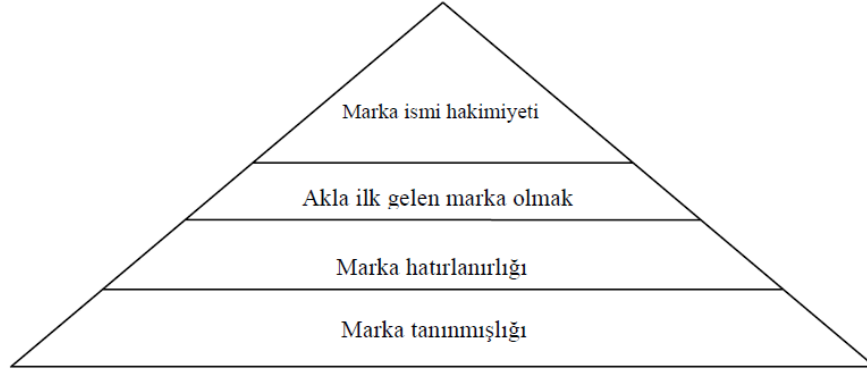 Marka ismi hakimiyeti
Akla ilk gelen marka olmak
Marka hatırlanırlığı
Marka tanınmışlığı